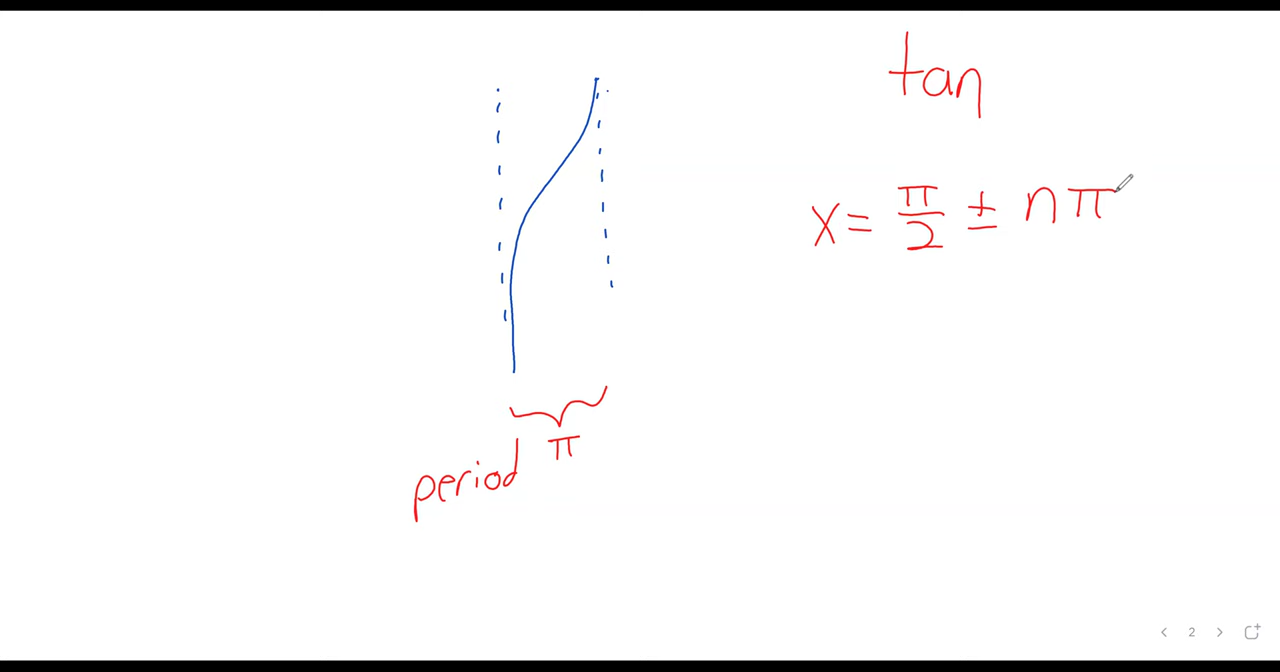 tan
x = π/2 ± nπ
π
period
2